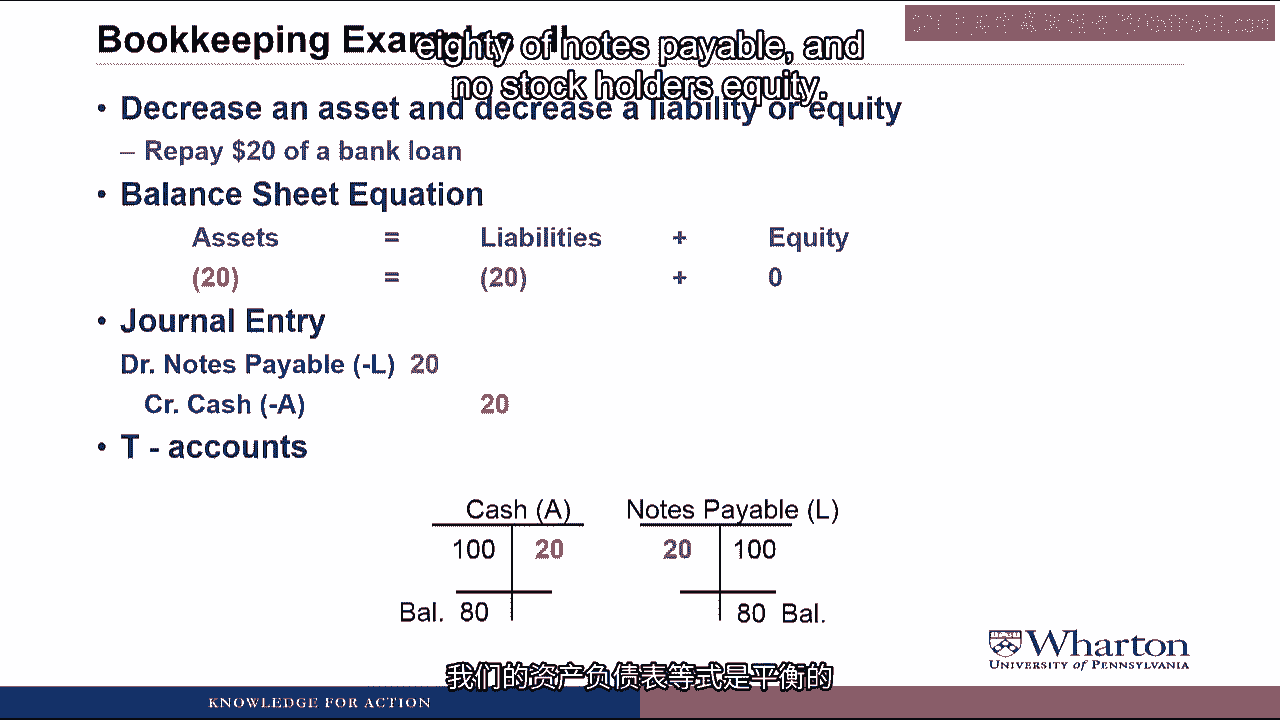 Bookkeeping
eighty of notes payable, and
no stock holders equity.
• Decrease an asset and decrease a liability or equity
– Repay $20 of a bank loan
• Balance Sheet Equation
Assets = Liabilities + Equity
(20) = (20) + 0
• Journal Entry
Dr. Notes Payable (-L) 20
Cr. Cash (-A) 20
• T - accounts
Cash (A) Notes Payable (L)
100 20 20 100
Bal. 80 80 Bal.
Wharton
UNIVERSITY of PENNSYLVANIA
我们的资产负债表等式是平衡的
KNOWLEDGE FOR ACTION